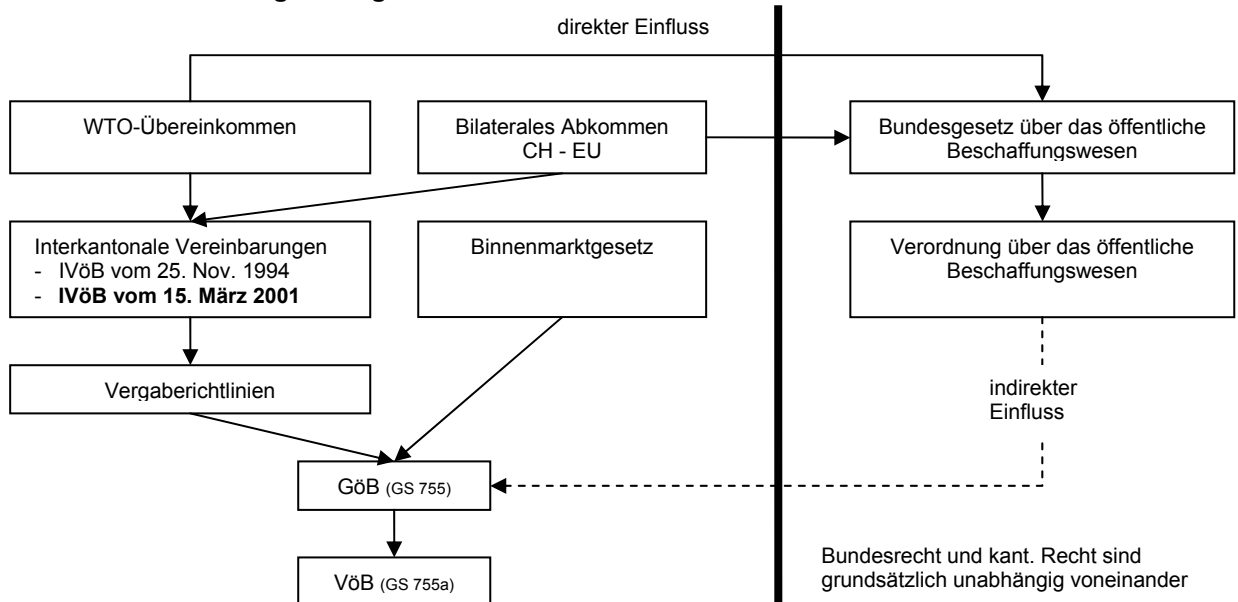 direkter Einfluss
WTO-Übereinkommen
Bilaterales Abkommen
CH - EU
Bundesgesetz über das öffentliche
Beschaffungswesen
Interkantonale Vereinbarungen
- IVöB vom 25. Nov. 1994
- IVöB vom 15. März 2001
Binnenmarktgesetz
Verordnung über das öffentliche
Beschaffungswesen
Vergaberichtlinien
indirekter
Einfluss
GöB (GS 755)
VöB (GS 755a)
Bundesrecht und kant. Recht sind
grundsätzlich unabhängig voneinander